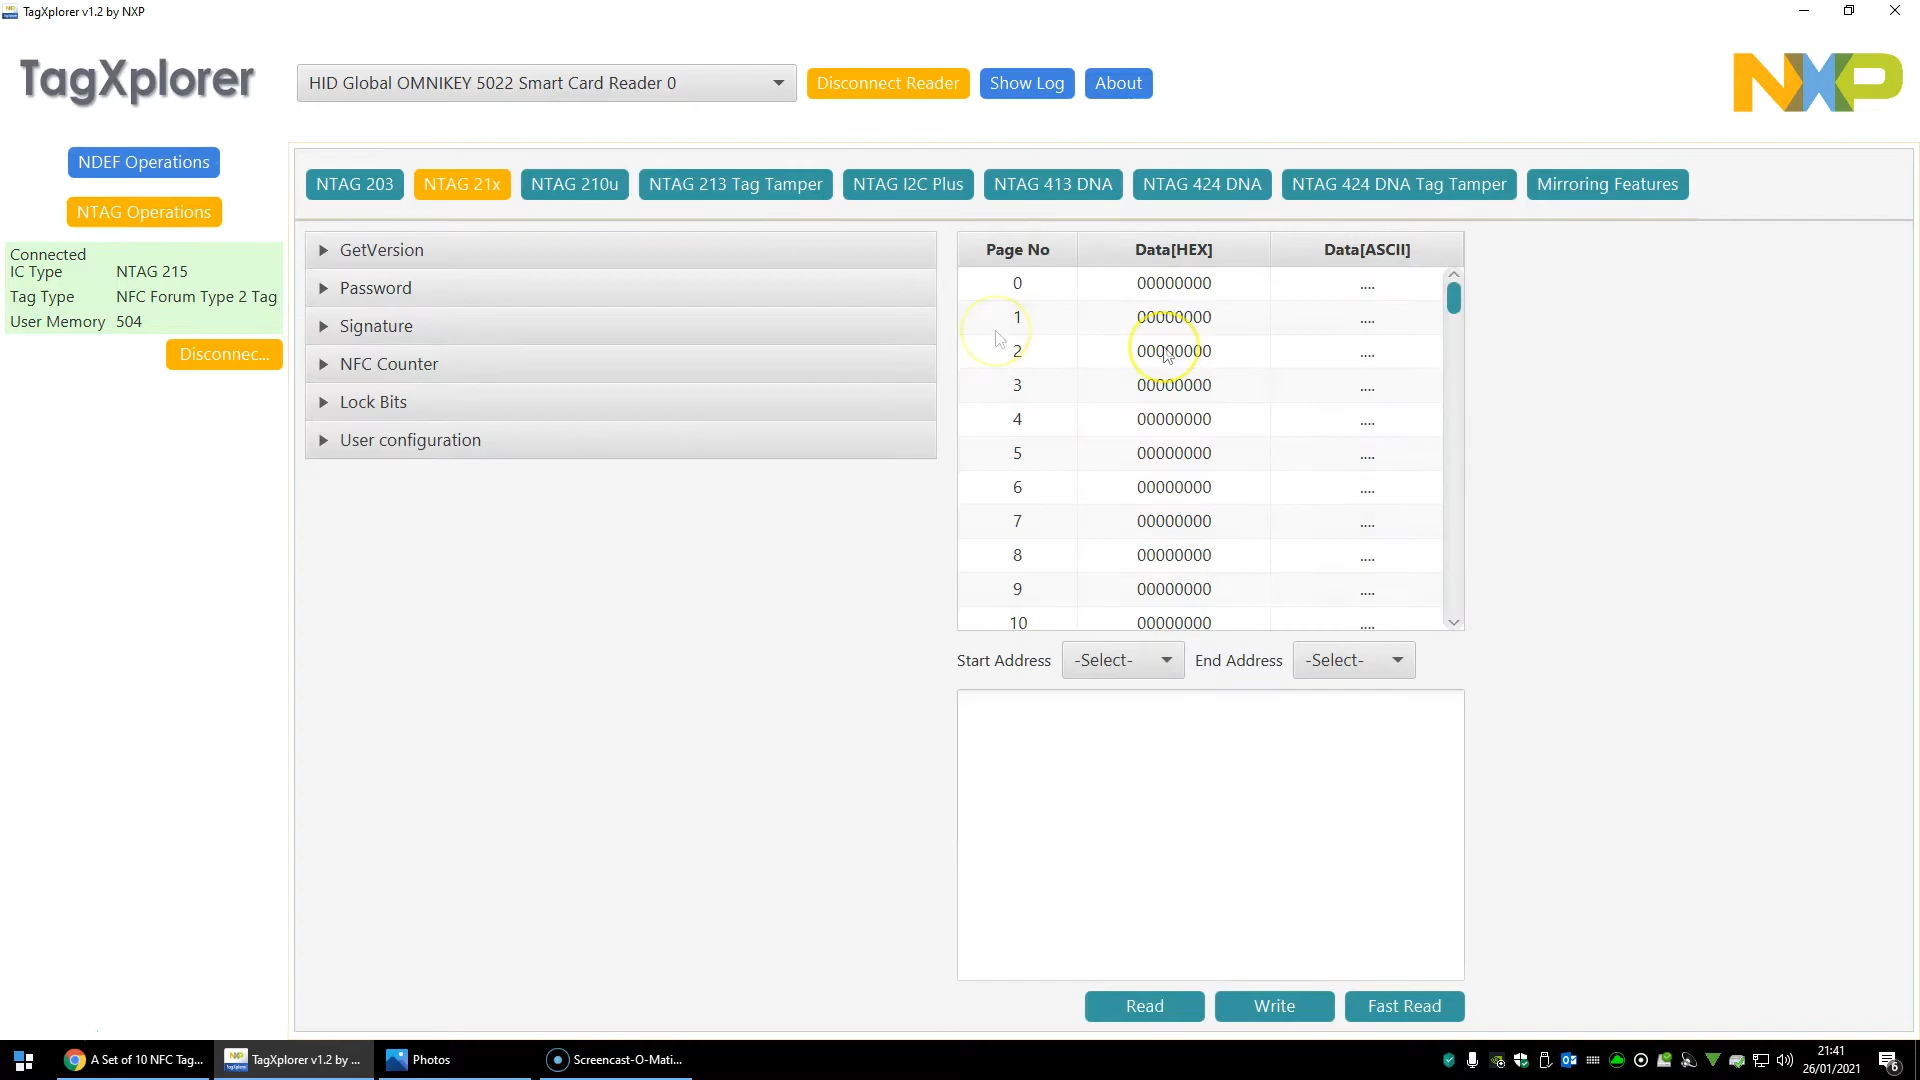 TagXplorer v1.2 by NXP
TagXplorer
HID Global OMNIKEY 5022 Smart Card Reader 0
Disconnect Reader
Show Log
About
NXP
NDEF Operations
NTAG Operations
Connected
IC Type NTAG 215
Tag Type NFC Forum Type 2 Tag
User Memory 504
Disconnec...
NTAG 203
NTAG 21x
NTAG 210u
NTAG 213 Tag Tamper
NTAG I2C Plus
NTAG 413 DNA
NTAG 424 DNA
NTAG 424 DNA Tag Tamper
Mirroring Features
GetVersion
Password
Signature
NFC Counter
Lock Bits
User configuration
Page No Data[HEX] Data[ASCII]
0 00000000 ....
1 00000000 ....
2 00000000 ....
3 00000000 ....
4 00000000 ....
5 00000000 ....
6 00000000 ....
7 00000000 ....
8 00000000 ....
9 00000000 ....
10 00000000 ....
Start Address -Select- End Address -Select-
Read
Write
Fast Read
A Set of 10 NFC Tag...
TagXplorer v1.2 by ...
Photos
Screencast-O-Mati...
21:41
26/01/2021
6